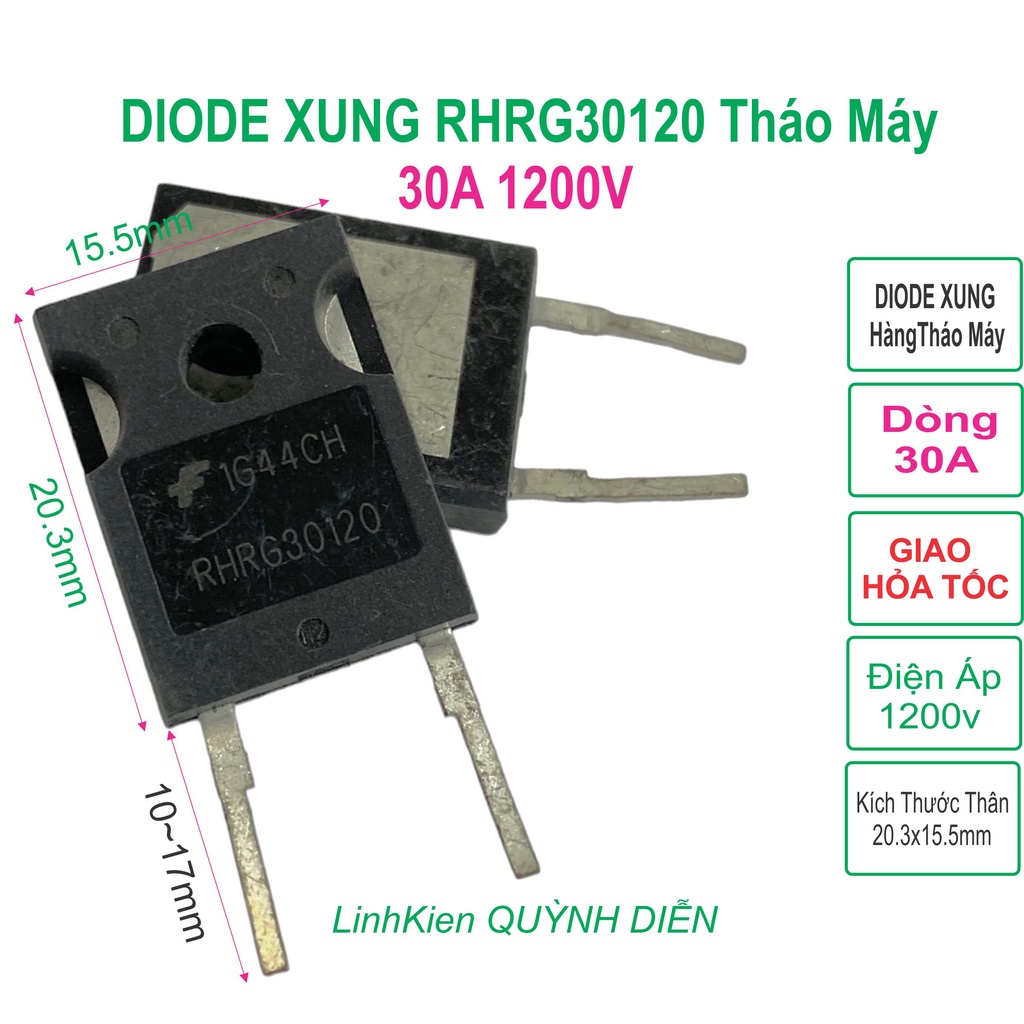 DIODE XUNG RHRG30120 Tháo Máy
30A 1200V
15.5mm
20.3mm
10~17mm
1G44CH
RHRG30120
DIODE XUNG
HàngTháo Máy
Dòng
30A
GIAO
HỎA TỐC
Điện Áp
1200v
Kích Thước Thân
20.3x15.5mm
LinhKien QUỲNH DIỄN